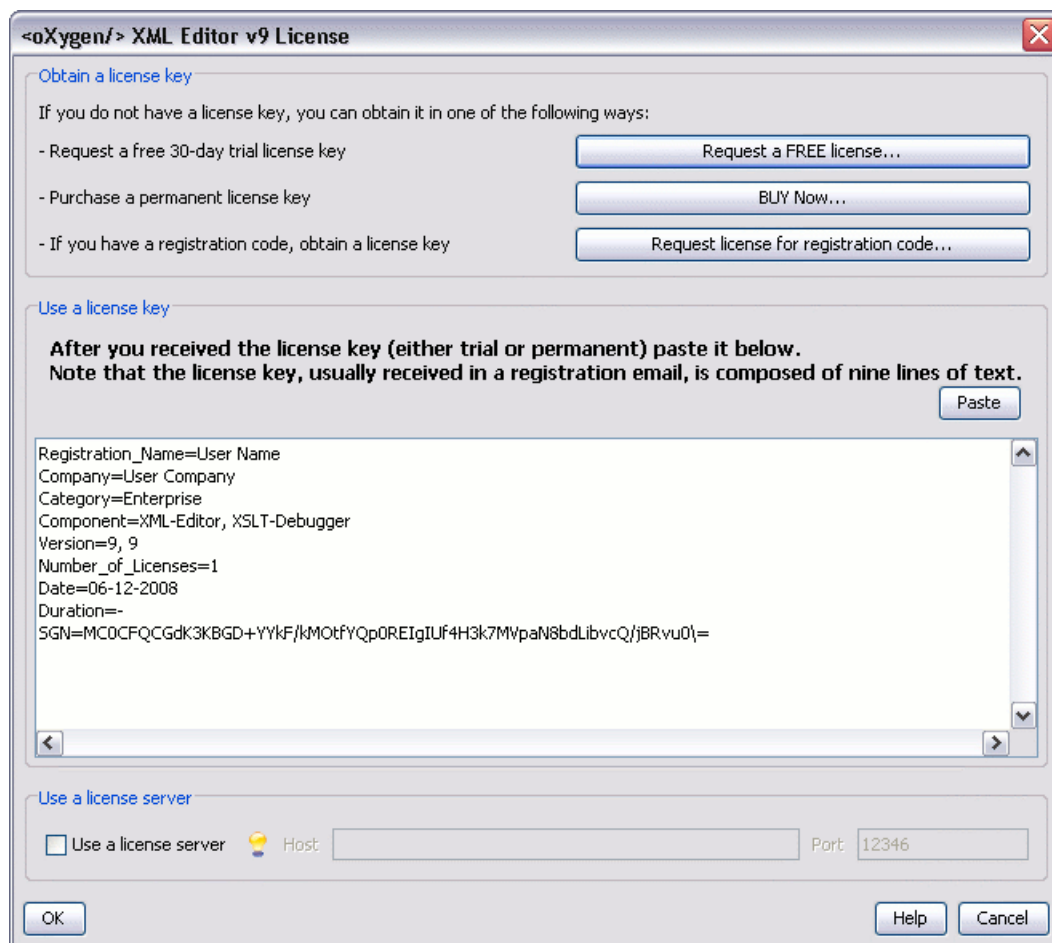 <oXygen/> XML Editor v9 License
Obtain a license key
If you do not have a license key, you can obtain it in one of the following ways:
- Request a free 30-day trial license key Request a FREE license...
- Purchase a permanent license key BUY Now...
- If you have a registration code, obtain a license key Request license for registration code...
Use a license key
After you received the license key (either trial or permanent) paste it below.
Note that the license key, usually received in a registration email, is composed of nine lines of text.
Paste
Registration_Name=User Name
Company=User Company
Category=Enterprise
Component=XML-Editor, XSLT-Debugger
Version=9, 9
Number_of_Licenses=1
Date=06-12-2008
Duration=-
SGN=MC0CFQCGdK3KBGD+YYkF/kMOtfYQp0REIgIUf4H3k7MVpaN8bdLibvcQ/jBRvu0\=
Use a license server
Use a license server Host Port 12346
OK Help Cancel